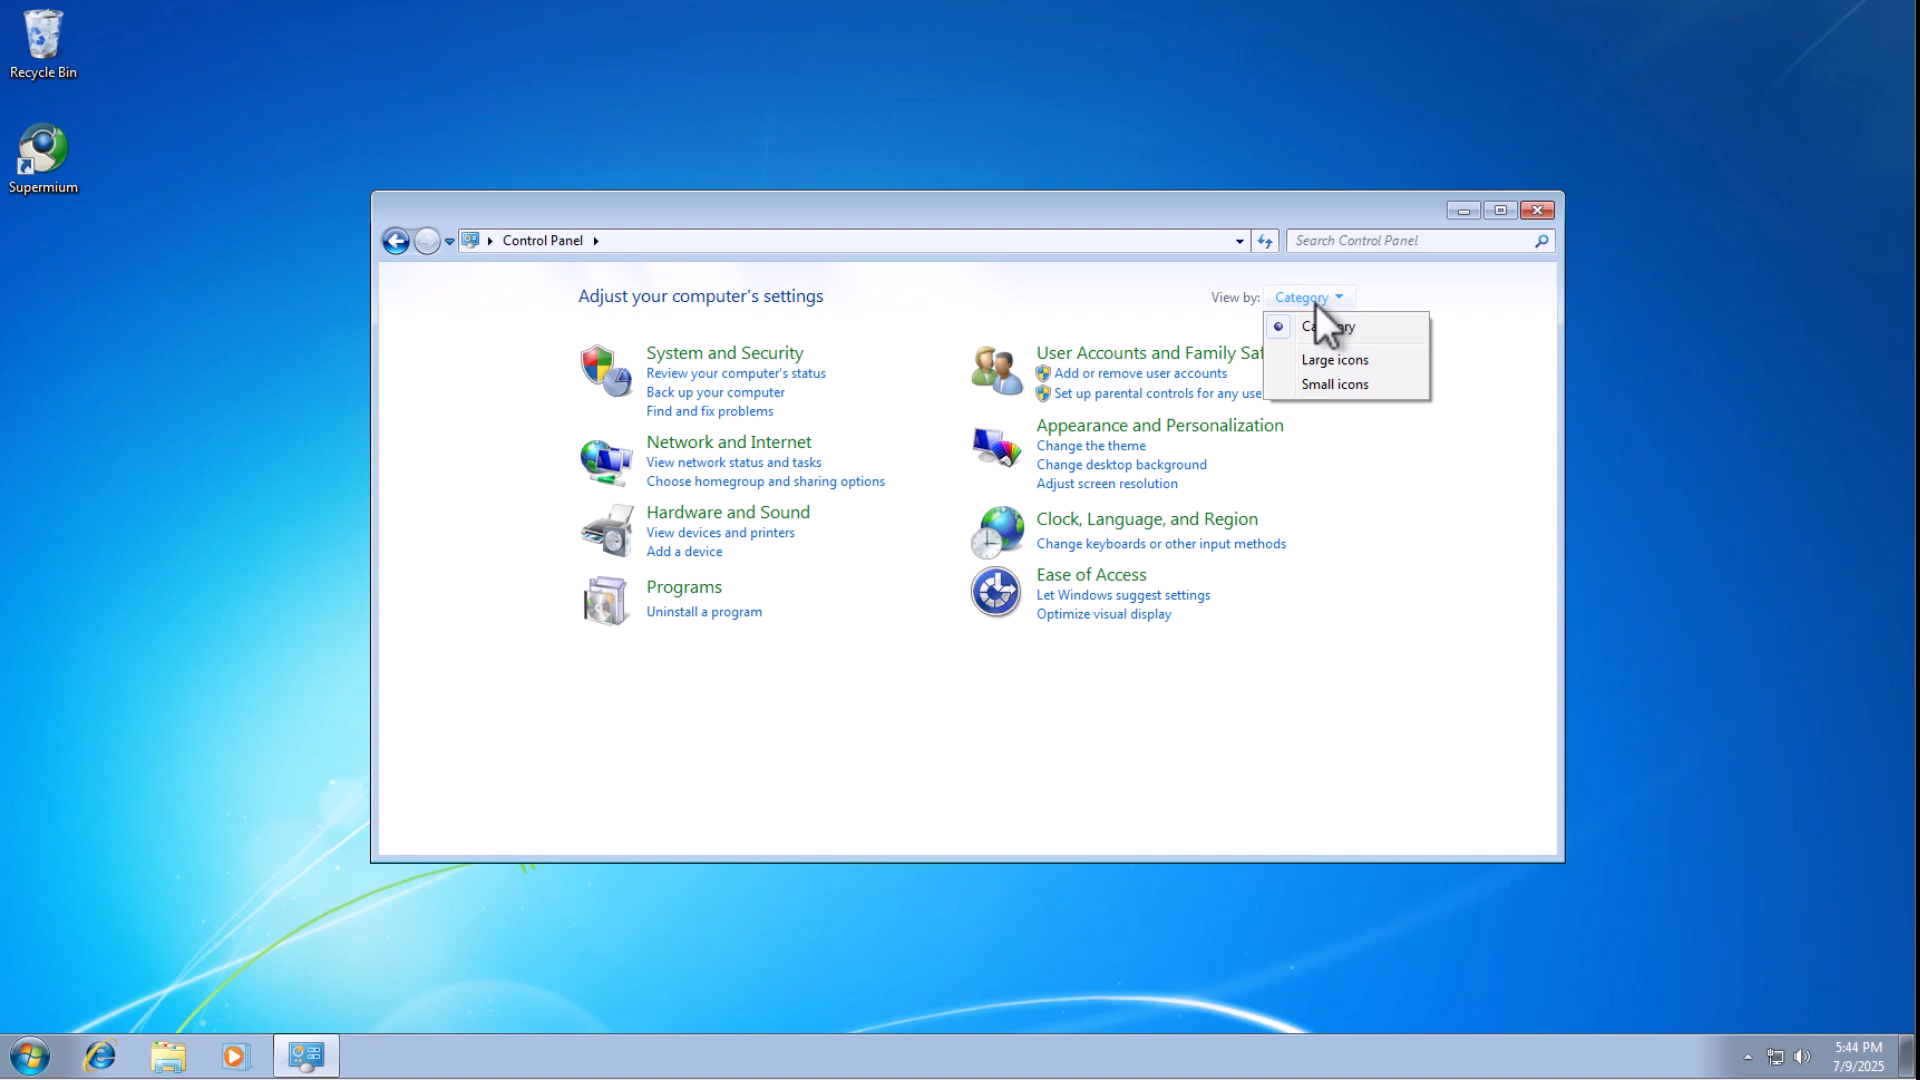 Recycle Bin
Supermium
Control Panel
Search Control Panel
Adjust your computer's settings
View by: Category
Large icons
Small icons
System and Security
Review your computer's status
Back up your computer
Find and fix problems
Network and Internet
View network status and tasks
Choose homegroup and sharing options
Hardware and Sound
View devices and printers
Add a device
Programs
Uninstall a program
User Accounts and Family Saf
Add or remove user accounts
Set up parental controls for any use
Appearance and Personalization
Change the theme
Change desktop background
Adjust screen resolution
Clock, Language, and Region
Change keyboards or other input methods
Ease of Access
Let Windows suggest settings
Optimize visual display
5:44 PM
7/9/2025